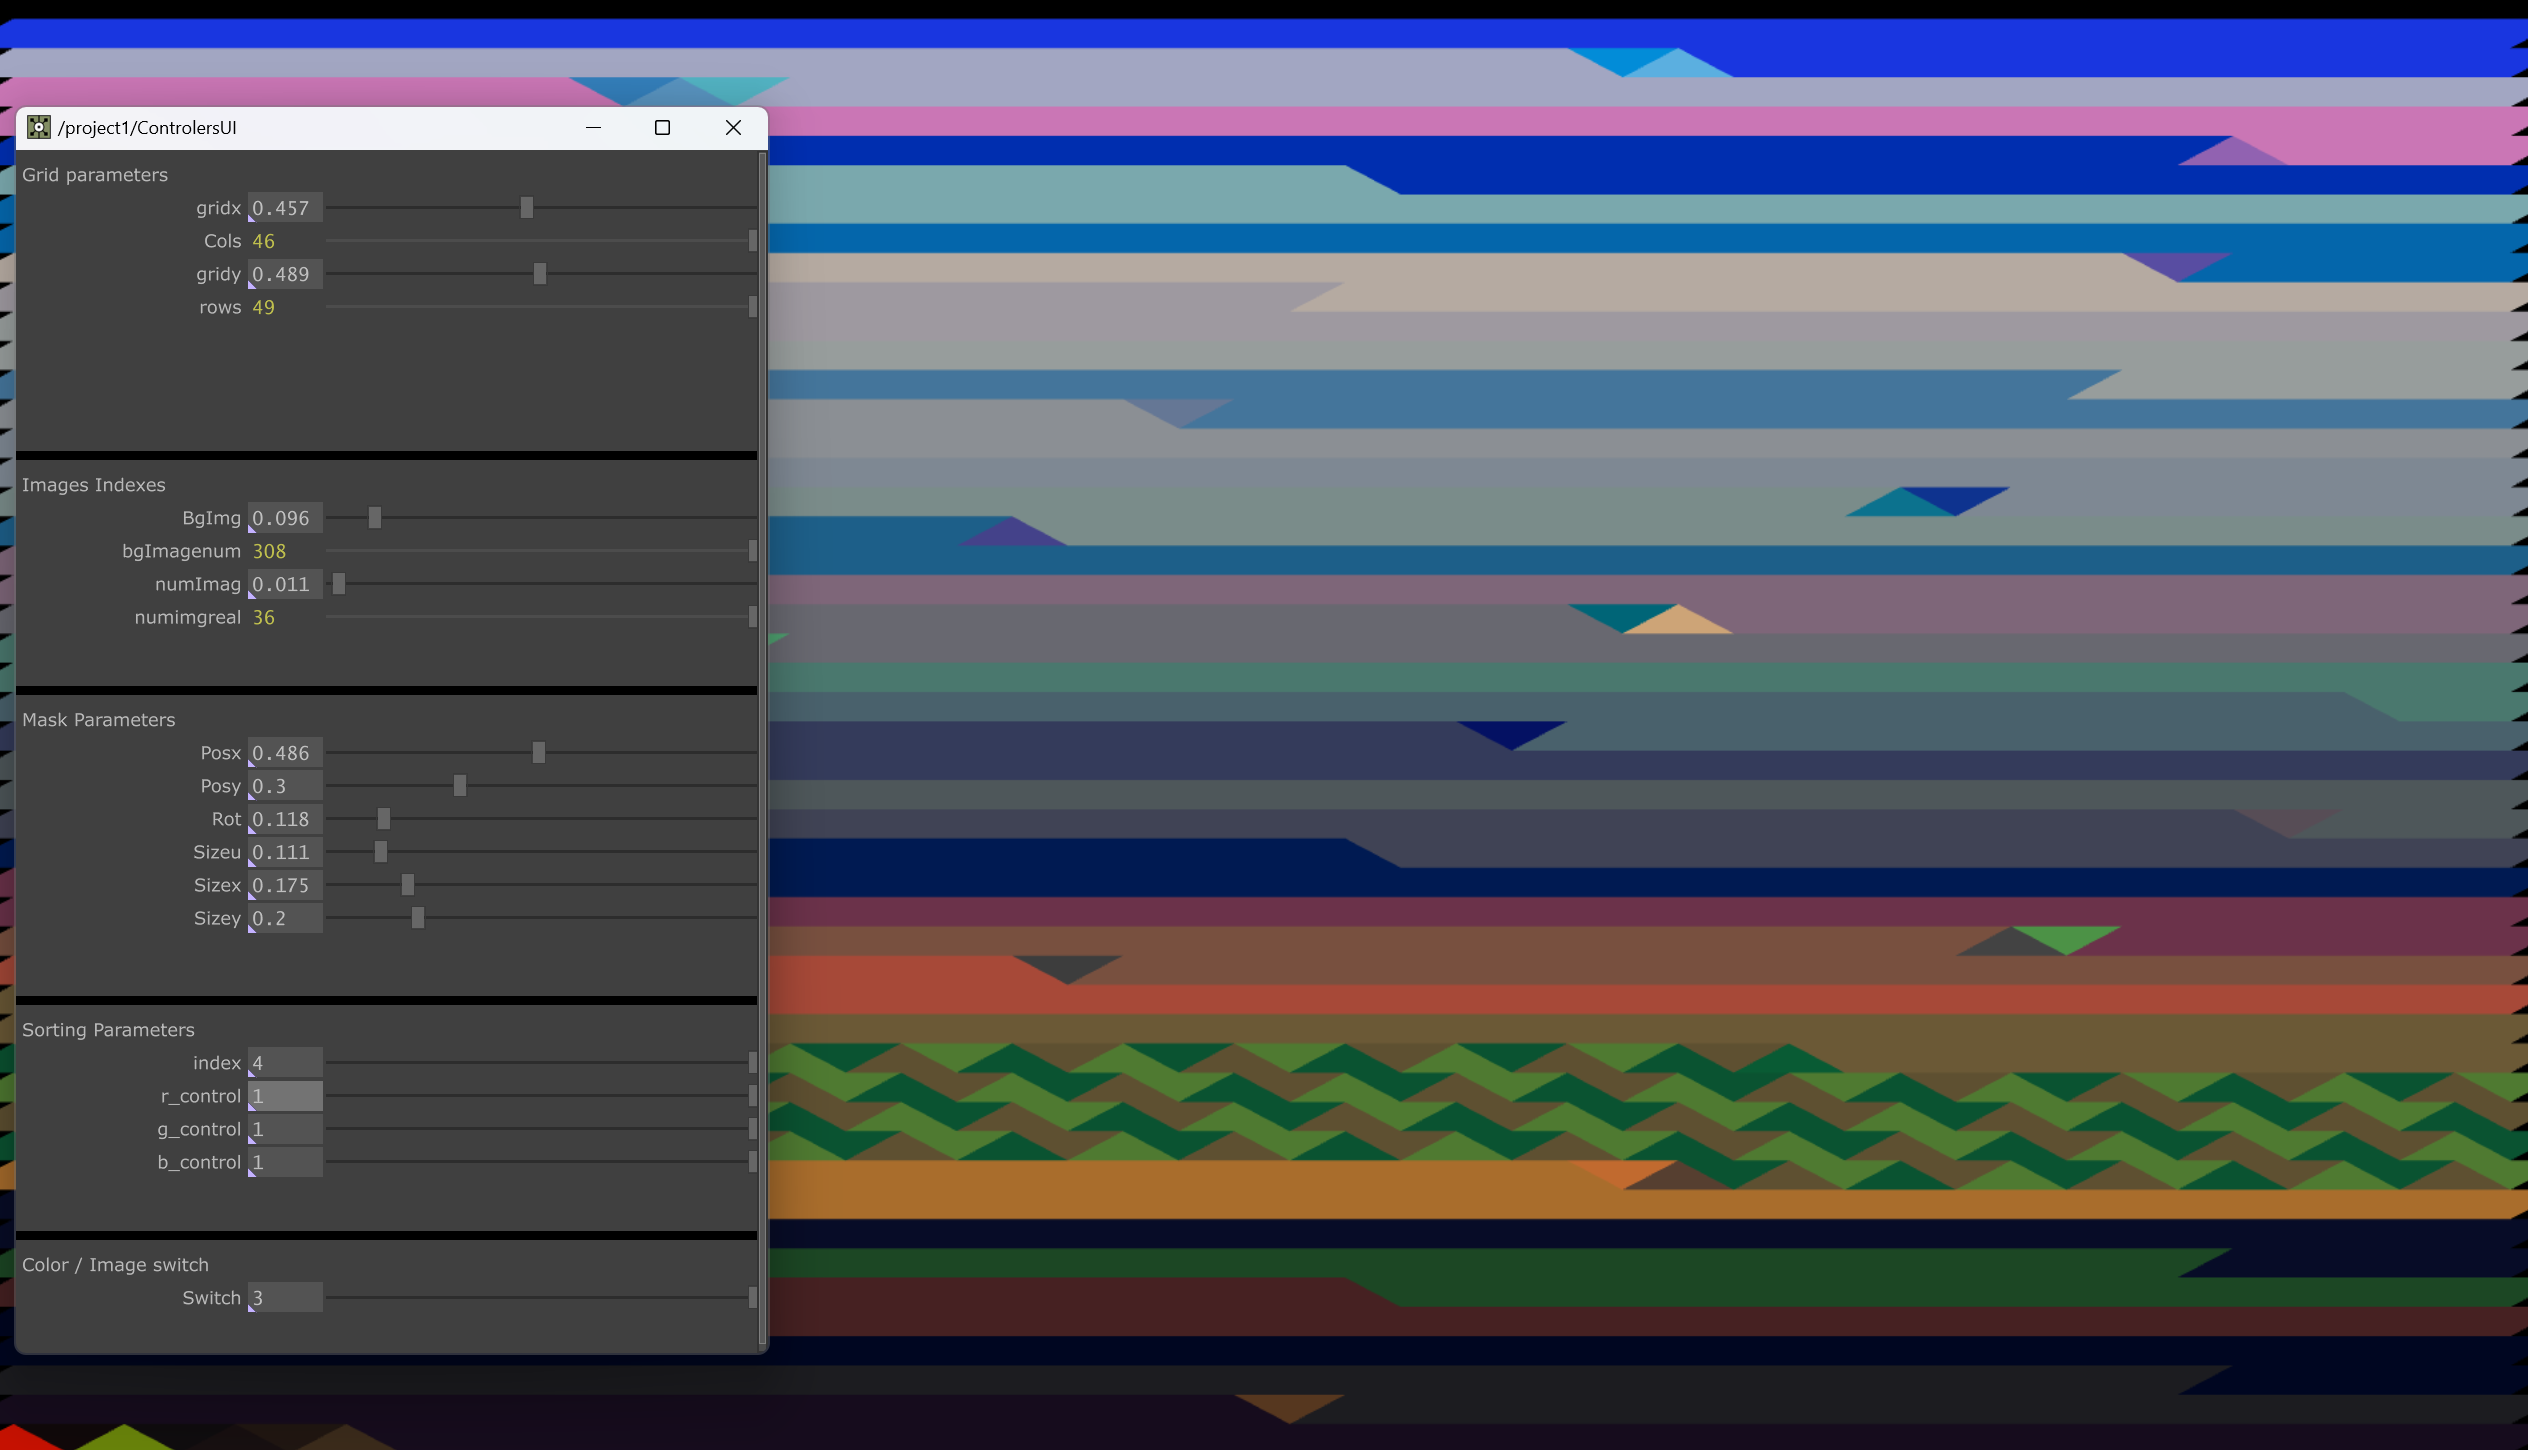 /project1/ControlersUI
Grid parameters
gridx 0.457
Cols 46
gridy 0.489
rows 49
Images Indexes
BgImg 0.096
bgImagenum 308
numImag 0.011
numimgreal 36
Mask Parameters
Posx 0.486
Posy 0.3
Rot 0.118
Sizeu 0.111
Sizex 0.175
Sizey 0.2
Sorting Parameters
index 4
r_control 1
g_control 1
b_control 1
Color / Image switch
Switch 3